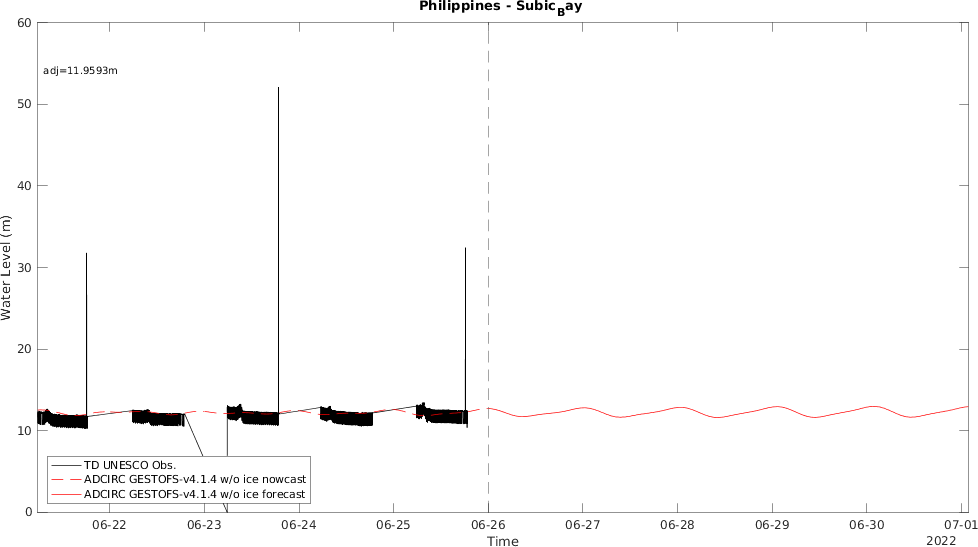 Philippines - Subic_Bay
adj=11.9593m
60
50
40
30
20
10
0
Water Level (m)
TD UNESCO Obs.
ADCIRC GESTOFS-v4.1.4 w/o ice nowcast
ADCIRC GESTOFS-v4.1.4 w/o ice forecast
06-22 06-23 06-24 06-25 06-26 06-27 06-28 06-29 06-30 07-01
Time
2022